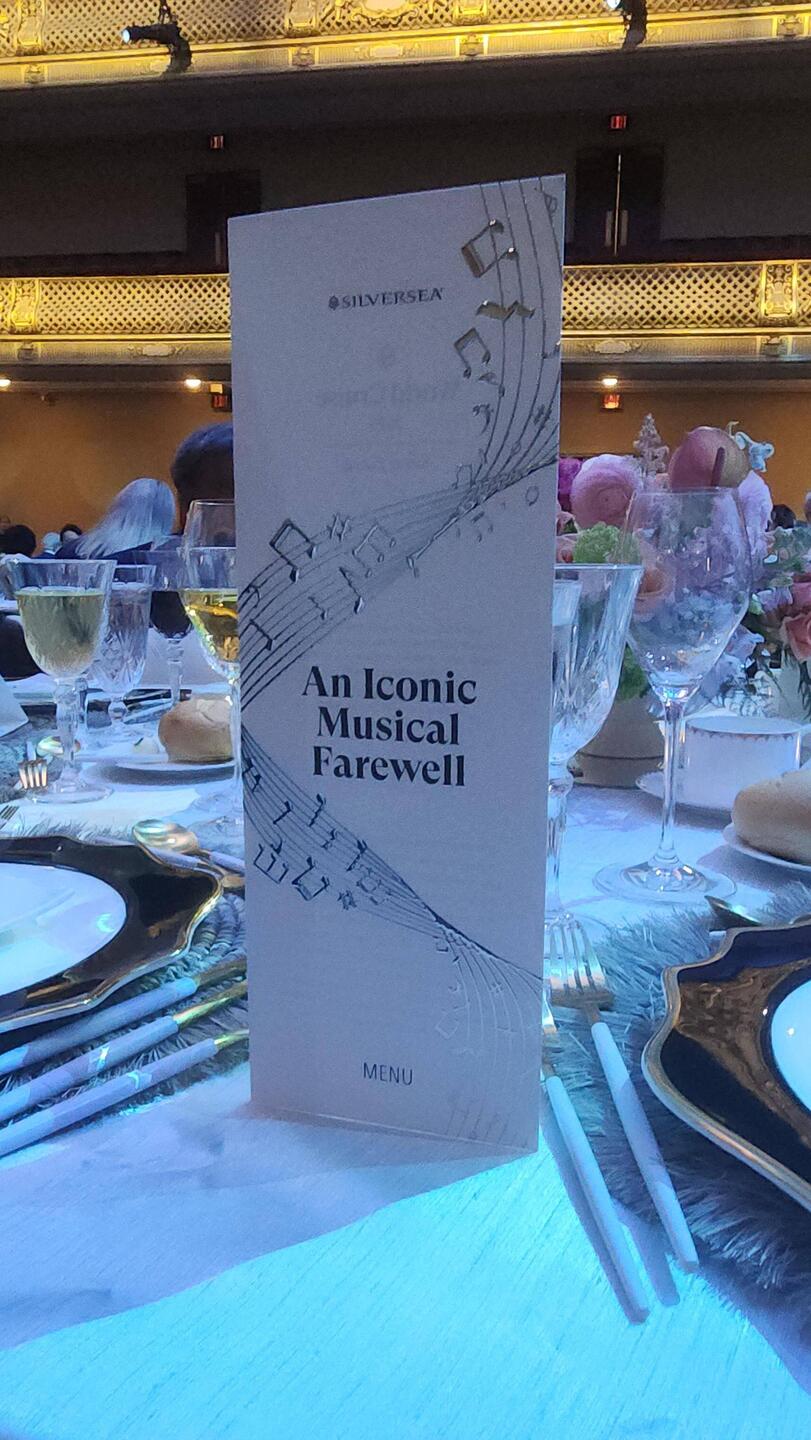 SILVERSEA®
An Iconic
Musical
Farewell
MENU